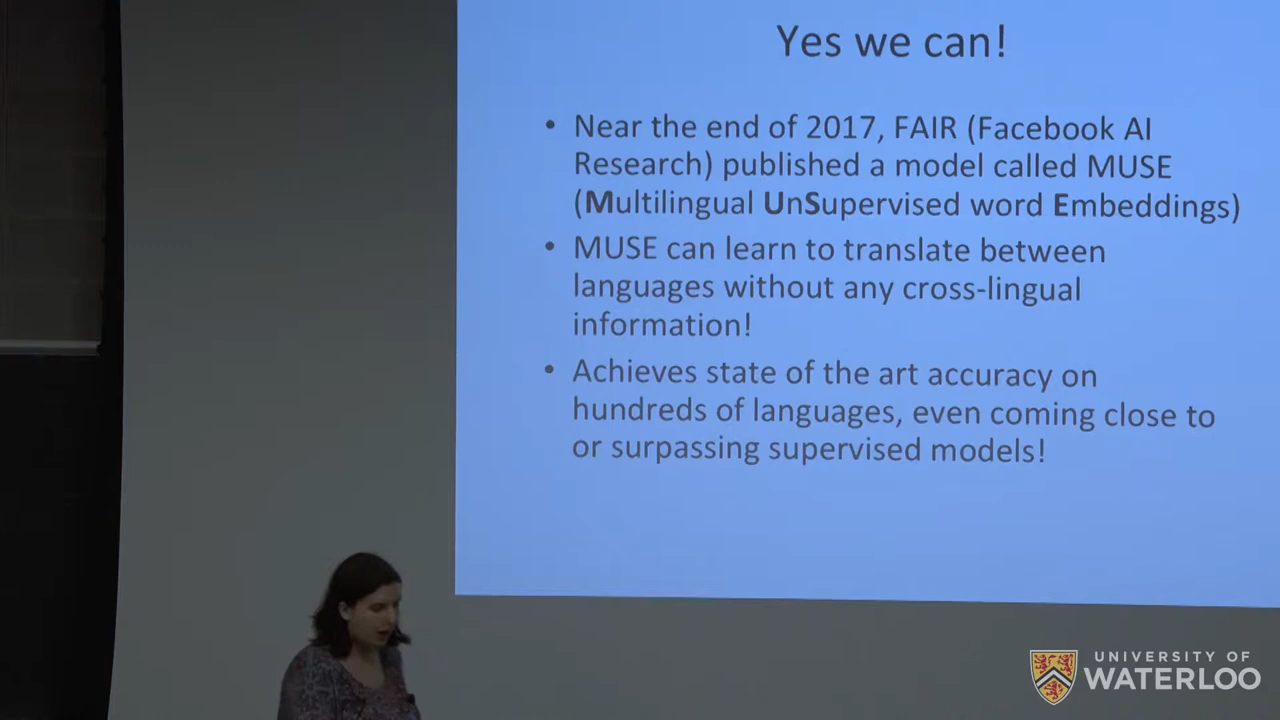 Yes we can!
• Near the end of 2017, FAIR (Facebook AI
Research) published a model called MUSE
(Multilingual UnSupervised word Embeddings)
• MUSE can learn to translate between
languages without any cross-lingual
information!
• Achieves state of the art accuracy on
hundreds of languages, even coming close to
or surpassing supervised models!
UNIVERSITY OF
WATERLOO